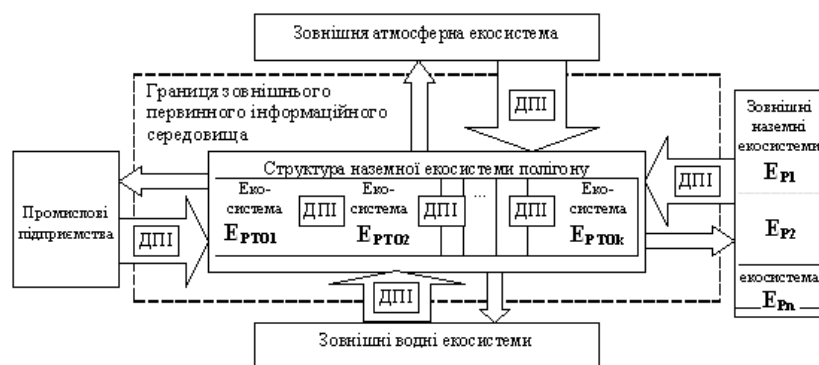 Зовнішня атмосферна екосистема
Границя зовнішнього
первинного інформаційного
середовища
ДПІ
Зовнішні
наземні
екосистеми
EP1
EP2
екосистема
EPn
ДПІ
Структура наземної екосистеми полігону
Еко-
система
EPTO1
ДПІ
Еко-
система
EPTO2
ДПІ
...
ДПІ
Еко-
система
EPTOk
Промислові
підприємства
ДПІ
ДПІ
Зовнішні водні екосистеми